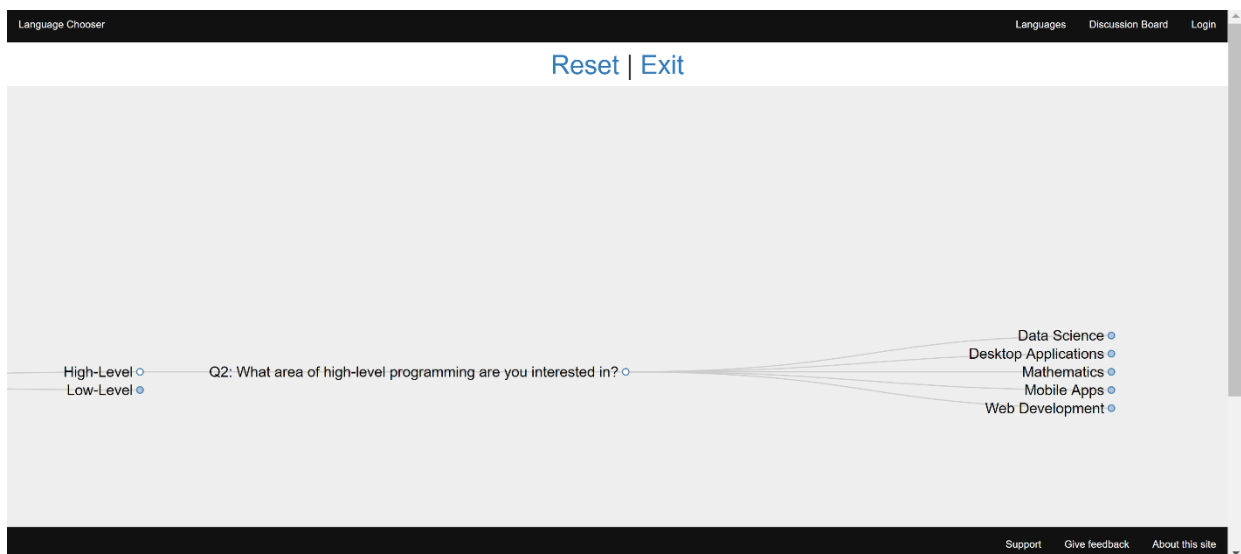 Language Chooser Languages Discussion Board Login
Reset | Exit
Data Science
Desktop Applications
High-Level Q2: What area of high-level programming are you interested in? Mathematics
Low-Level Mobile Apps
Web Development
Support Give feedback About this site